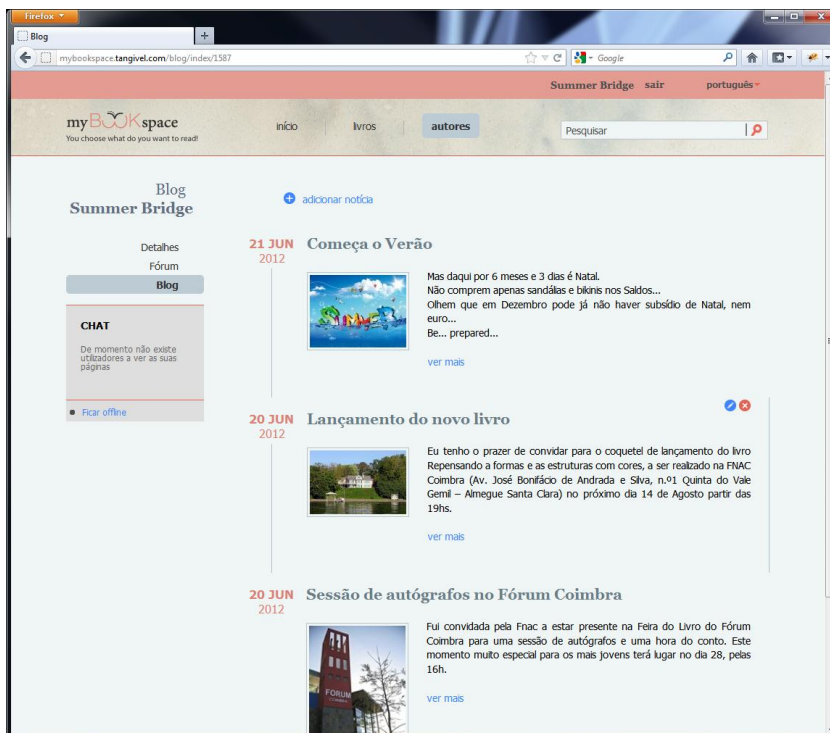 Firefox
Blog
mybookspace.tangivel.com/blog/index/1587
Google
Summer Bridge sair português
myBOOKspace
You choose what do you want to read!
início livros autores
Pesquisar
Blog
Summer Bridge
Detalhes
Fórum
Blog
CHAT
De momento não existe
utilizadores a ver as suas
páginas
Ficar offline
adicionar notícia
21 JUN
2012
Começa o Verão
SUMMER
Mas daqui por 6 meses e 3 dias é Natal.
Não comprem apenas sandálias e bikinis nos Saldos...
Olhem que em Dezembro pode já não haver subsídio de Natal, nem
euro...
Be... prepared...
ver mais
20 JUN
2012
Lançamento do novo livro
Eu tenho o prazer de convidar para o coquetel de lançamento do livro
Repensando a formas e as estruturas com cores, a ser realizado na FNAC
Coimbra (Av. José Bonifácio de Andrada e Silva, n.º1 Quinta do Vale
Gemil – Almegue Santa Clara) no próximo dia 14 de Agosto partir das
19hs.
ver mais
20 JUN
2012
Sessão de autógrafos no Fórum Coimbra
FORUM
COIMBRA
Fui convidada pela Fnac a estar presente na Feira do Livro do Fórum
Coimbra para uma sessão de autógrafos e uma hora do conto. Este
momento muito especial para os mais jovens terá lugar no dia 28, pelas
16h.
ver mais